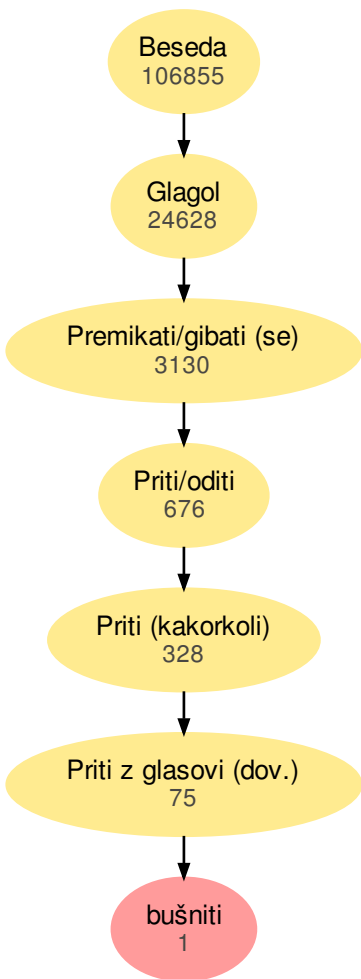 Beseda
106855
Glagol
24628
Premikati/gibati (se)
3130
Priti/oditi
676
Priti (kakorkoli)
328
Priti z glasovi (dov.)
75
bušniti
1